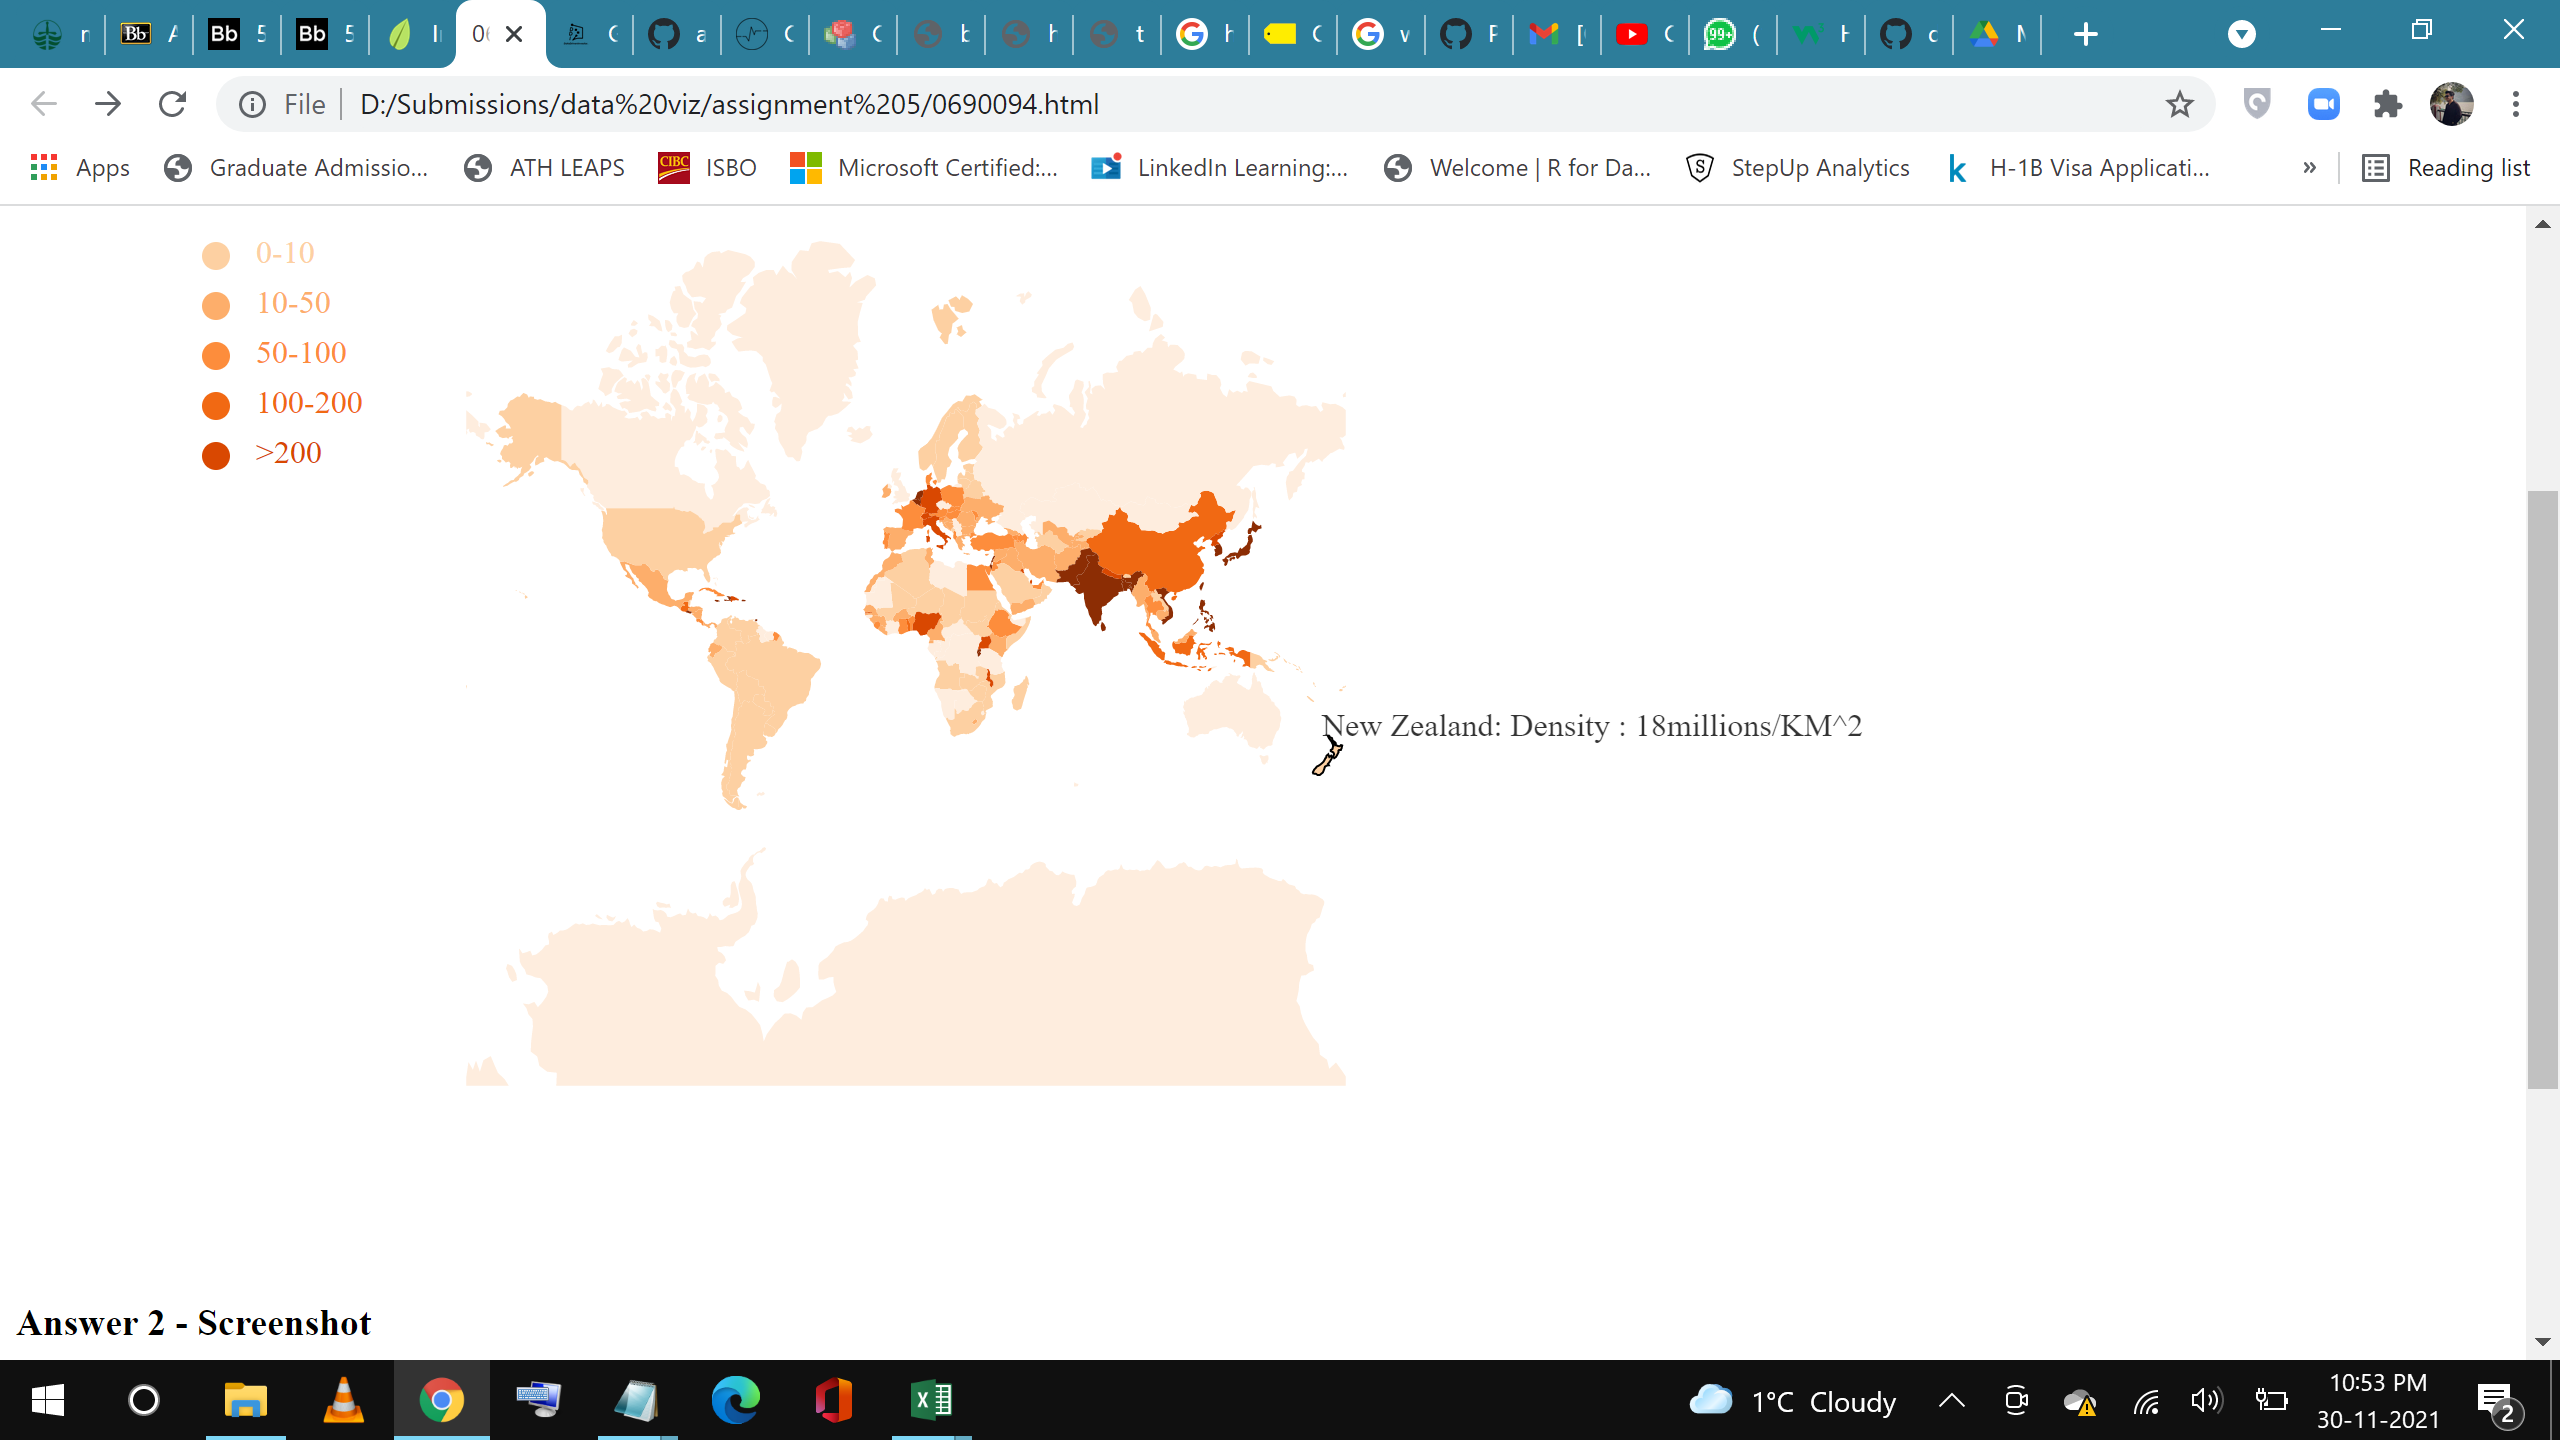 File
D:/Submissions/data%20viz/assignment%205/0690094.html
Apps
Graduate Admissio...
ATH LEAPS
CIBC
ISBO
Microsoft Certified:...
LinkedIn Learning:...
Welcome | R for Da...
StepUp Analytics
H-1B Visa Applicati...
»
Reading list
0-10
10-50
50-100
100-200
>200
New Zealand: Density : 18millions/KM^2
Answer 2 - Screenshot
1°C Cloudy
10:53 PM
30-11-2021
2